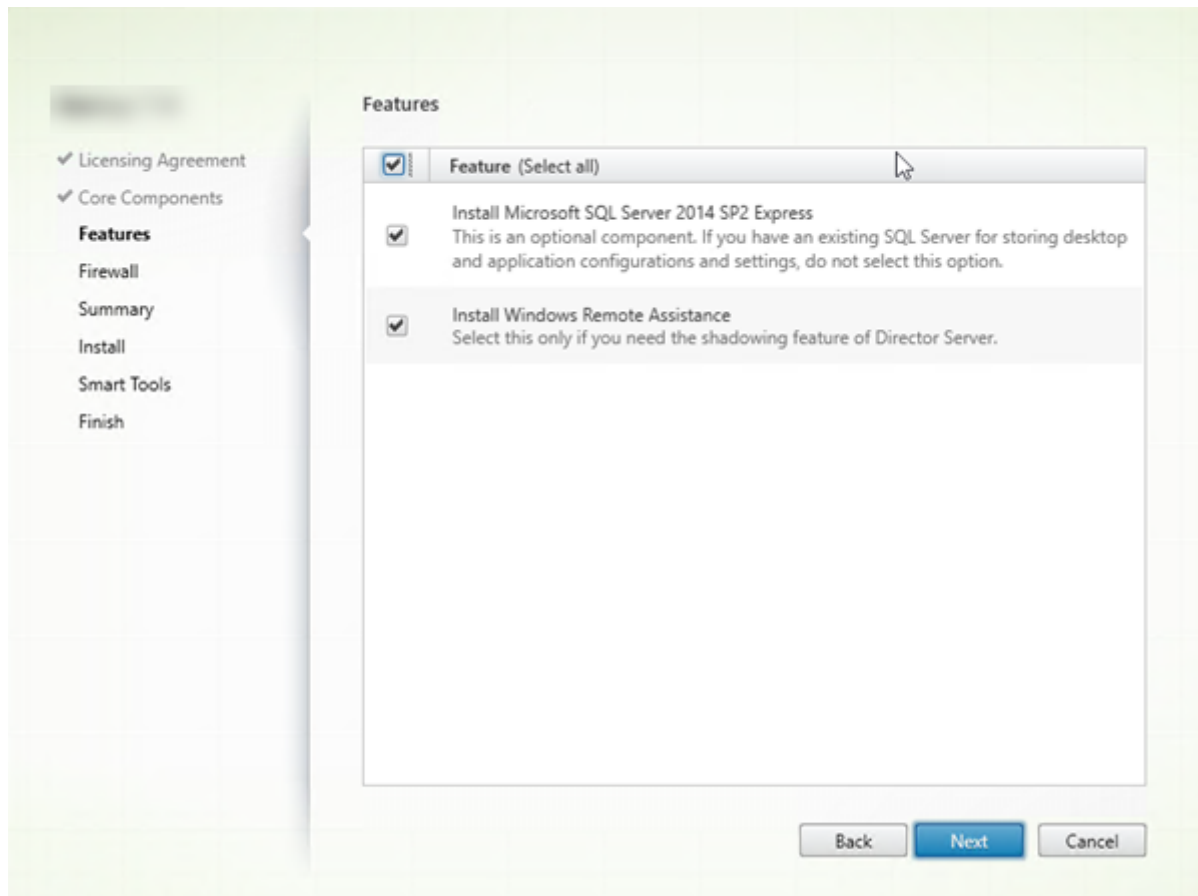 Licensing Agreement
Core Components
Features
Firewall
Summary
Install
Smart Tools
Finish
Features
Feature (Select all)
Install Microsoft SQL Server 2014 SP2 Express
This is an optional component. If you have an existing SQL Server for storing desktop
and application configurations and settings, do not select this option.
Install Windows Remote Assistance
Select this only if you need the shadowing feature of Director Server.
Back
Next
Cancel